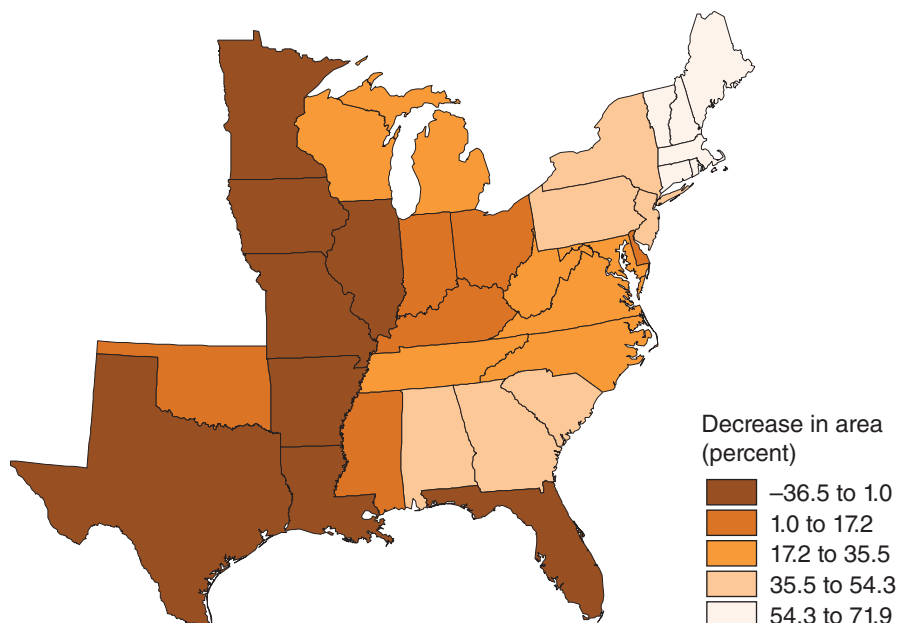 Decrease in area
(percent)
–36.5 to 1.0
1.0 to 17.2
17.2 to 35.5
35.5 to 54.3
54.3 to 71.9